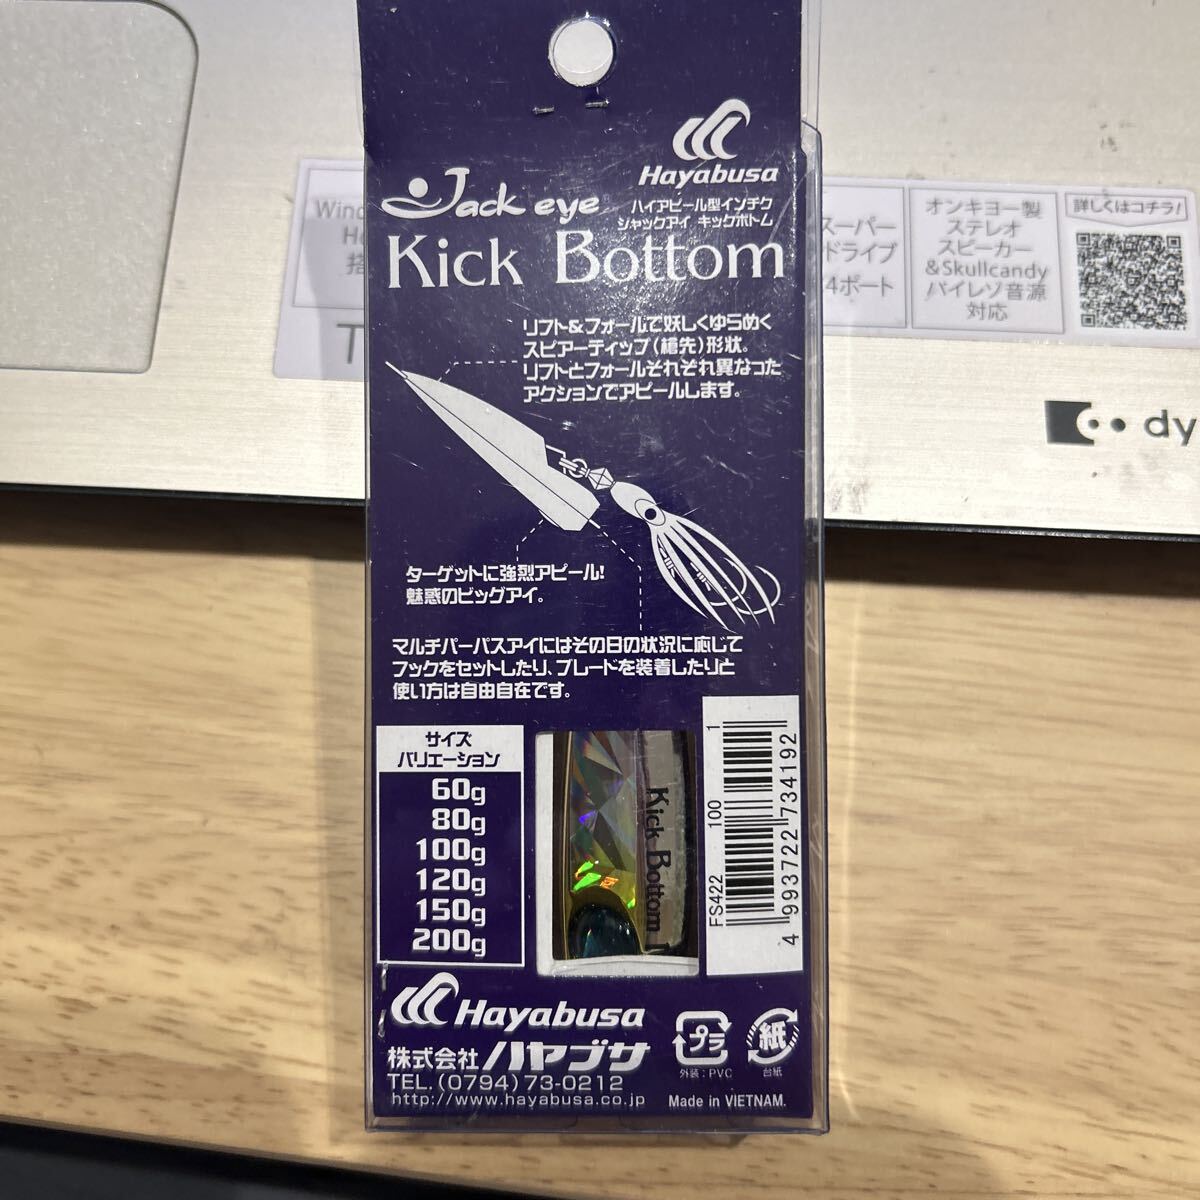 Hayabusa
Jack eye
ハイアピール型インチク
ジャックアイ キックボトム
Kick Bottom
リフト&フォールで妖しくゆらめく
スピアーティップ(槍先)形状。
リフトとフォールそれぞれ異なった
アクションでアピールします。
ターゲットに強烈アピール!
魅惑のビッグアイ。
マルチパーパスアイにはその日の状況に応じて
フックをセットしたり、ブレードを装着したりと
使い方は自由自在です。
サイズ
バリエーション
60g
80g
100g
120g
150g
200g
Kick Bottom
FS422 100 1
4 993722 734192
Hayabusa
株式会社 ハヤブサ
TEL.(0794)73-0212
http://www.hayabusa.co.jp
プラ
外装:PVC
紙
台紙
Made in VIETNAM.
スーパー
ドライブ
4ポート
オンキヨー製
ステレオ
スピーカー
&Skullcandy
バイレゾ音源
対応
詳しくはコチラ!
dy